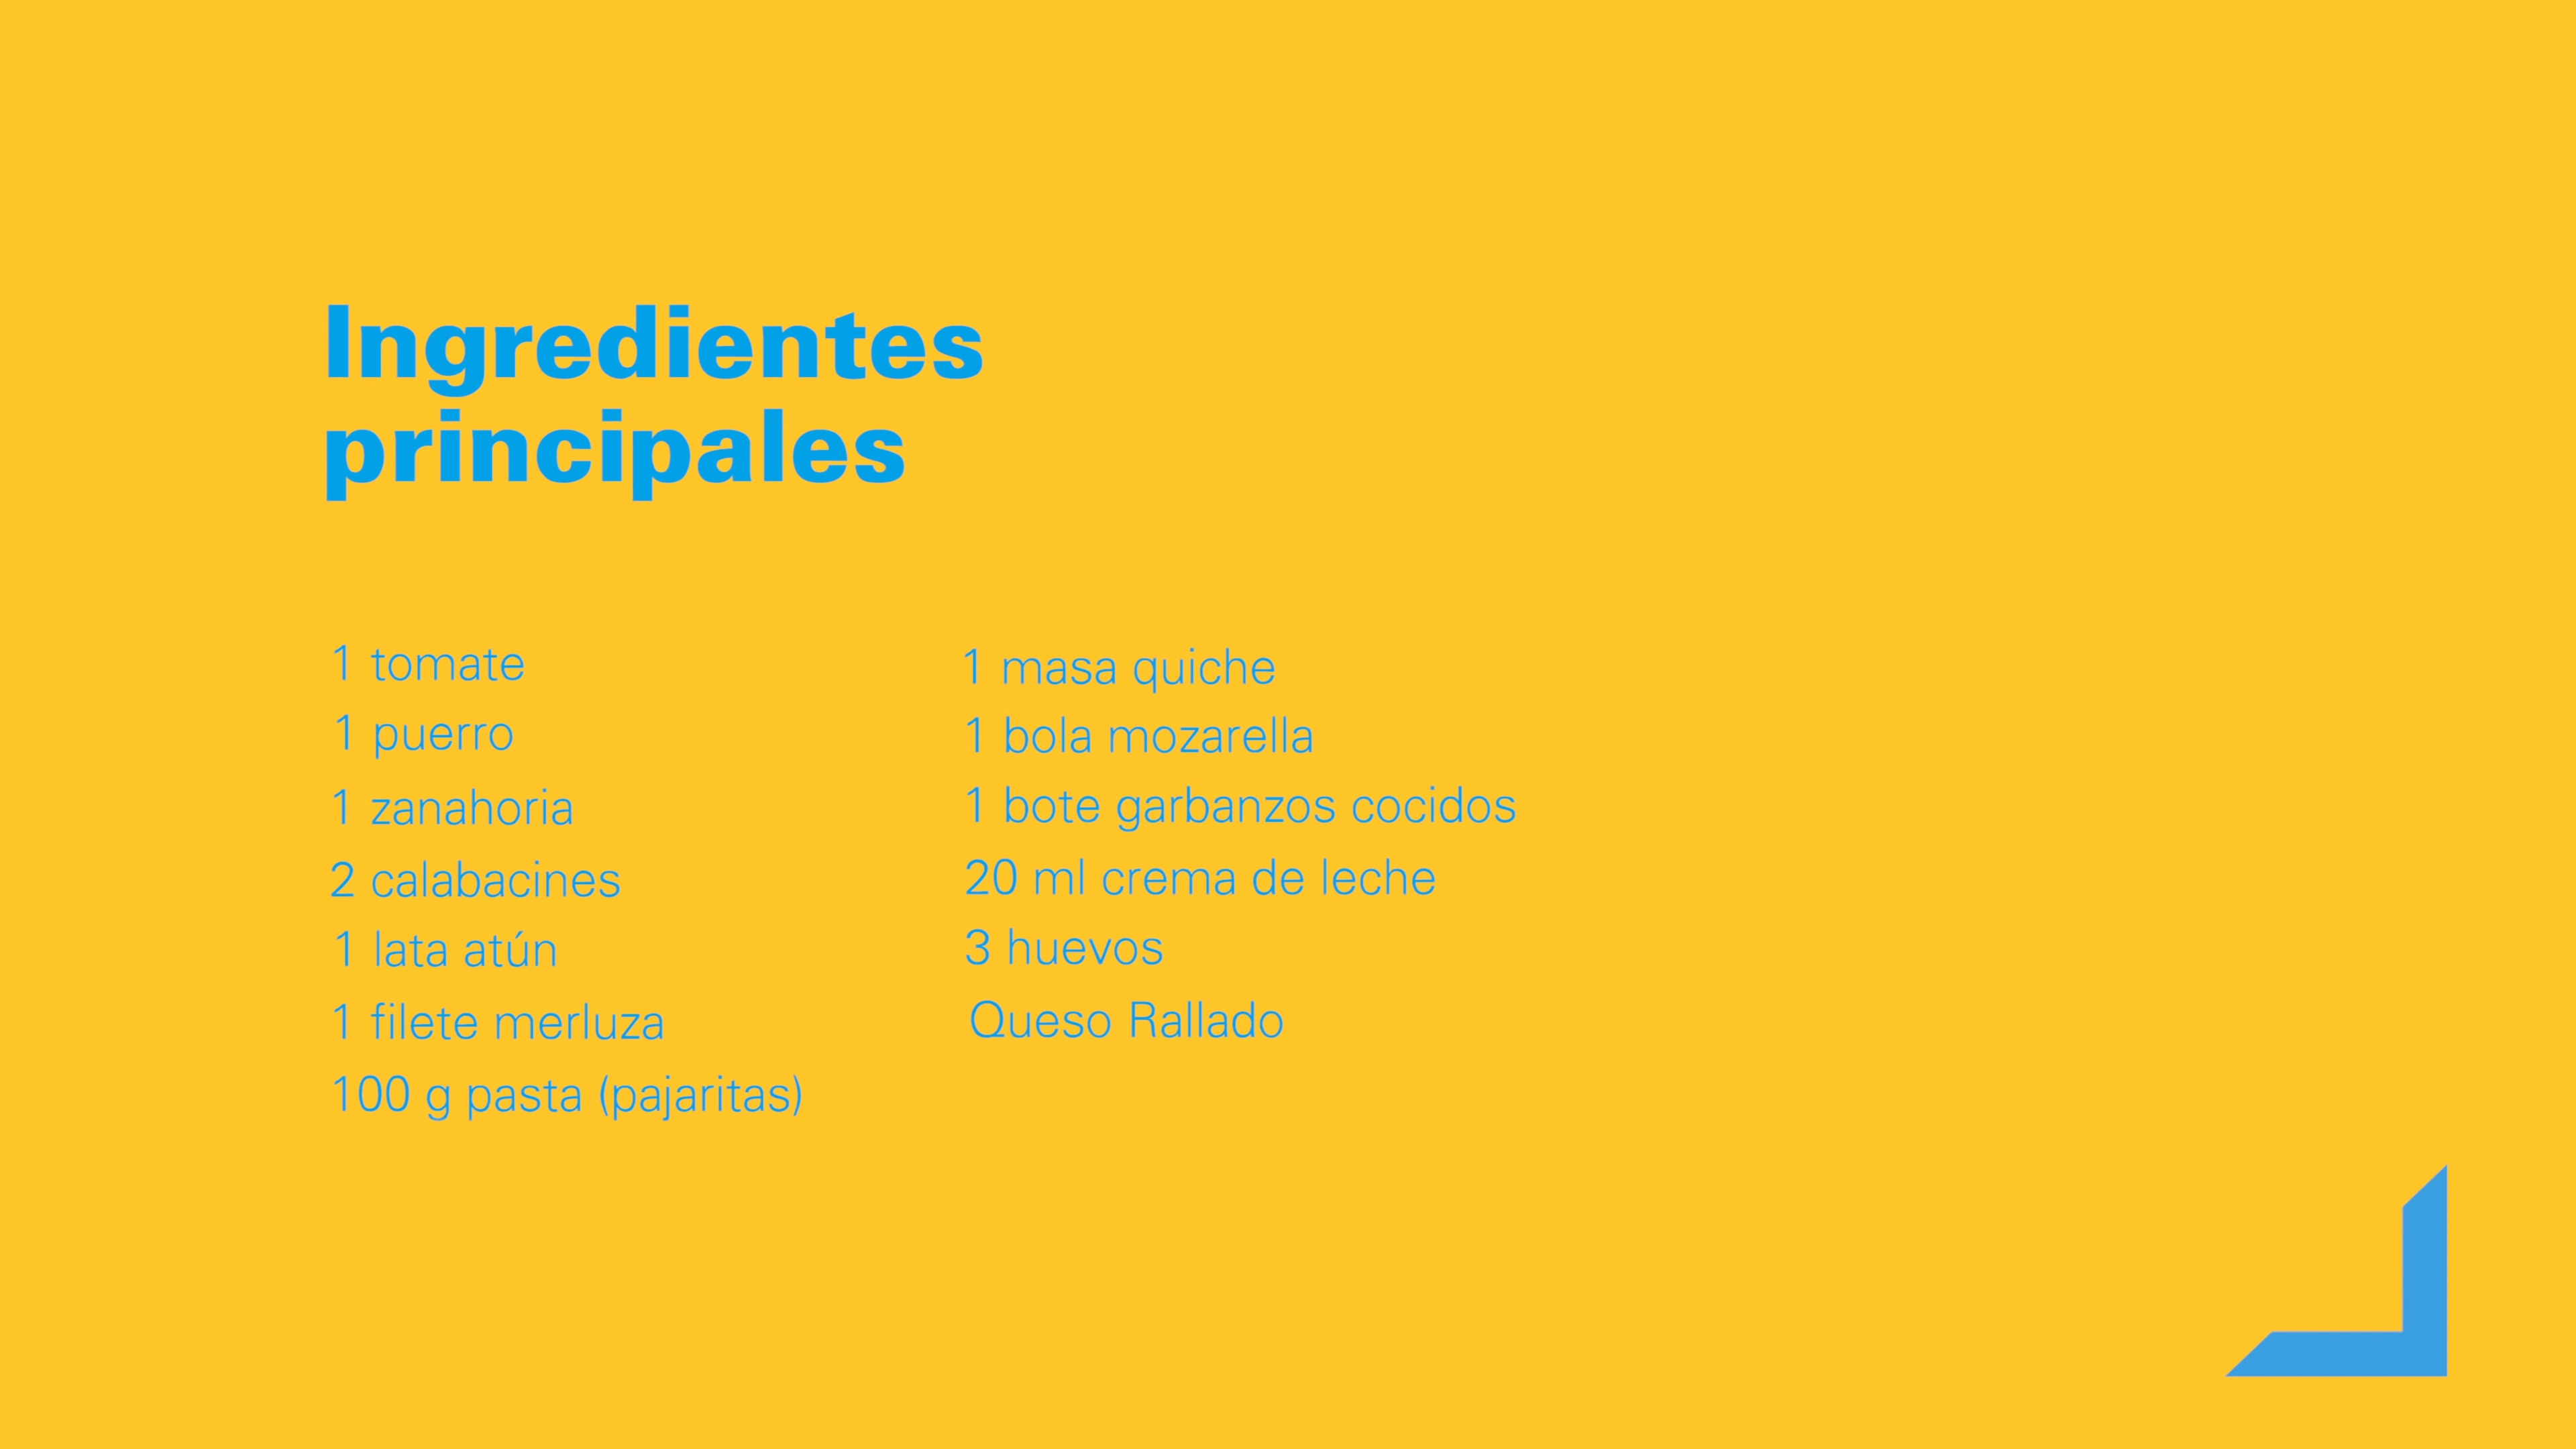 Ingredientes
principales
1 tomate
1 puerro
1 zanahoria
2 calabacines
1 lata atún
1 filete merluza
100 g pasta (pajaritas)
1 masa quiche
1 bola mozarella
1 bote garbanzos cocidos
20 ml crema de leche
3 huevos
Queso Rallado